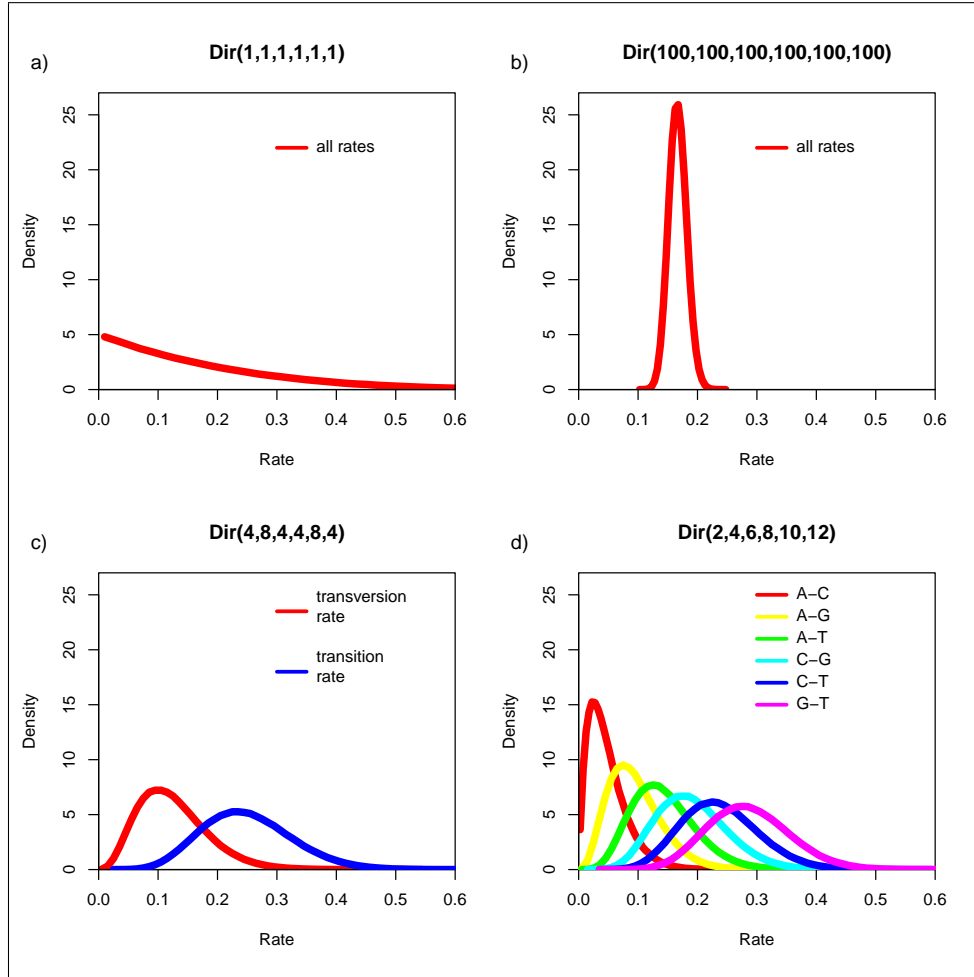 a)
Dir(1,1,1,1,1,1)
25
20
15
10
5
0
Density
all rates
0.0 0.1 0.2 0.3 0.4 0.5 0.6
Rate
b)
Dir(100,100,100,100,100,100)
25
20
15
10
5
0
Density
all rates
0.0 0.1 0.2 0.3 0.4 0.5 0.6
Rate
c)
Dir(4,8,4,4,8,4)
25
20
15
10
5
0
Density
transversion
rate
transition
rate
0.0 0.1 0.2 0.3 0.4 0.5 0.6
Rate
d)
Dir(2,4,6,8,10,12)
25
20
15
10
5
0
Density
A−C
A−G
A−T
C−G
C−T
G−T
0.0 0.1 0.2 0.3 0.4 0.5 0.6
Rate